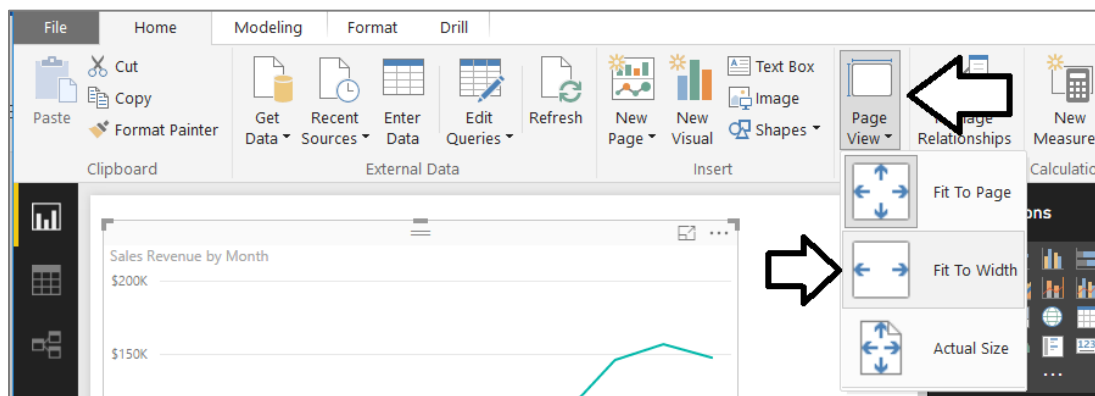 File Home Modeling Format Drill
Cut
Copy
Format Painter
Paste
Get Data
Recent Sources
Enter Data
Edit Queries
Refresh
New Page
New Visual
Text Box
Image
Shapes
Page View
Relationships
New Measure
Clipboard External Data Insert
Fit To Page
Fit To Width
Actual Size
Sales Revenue by Month
$200K
$150K
123